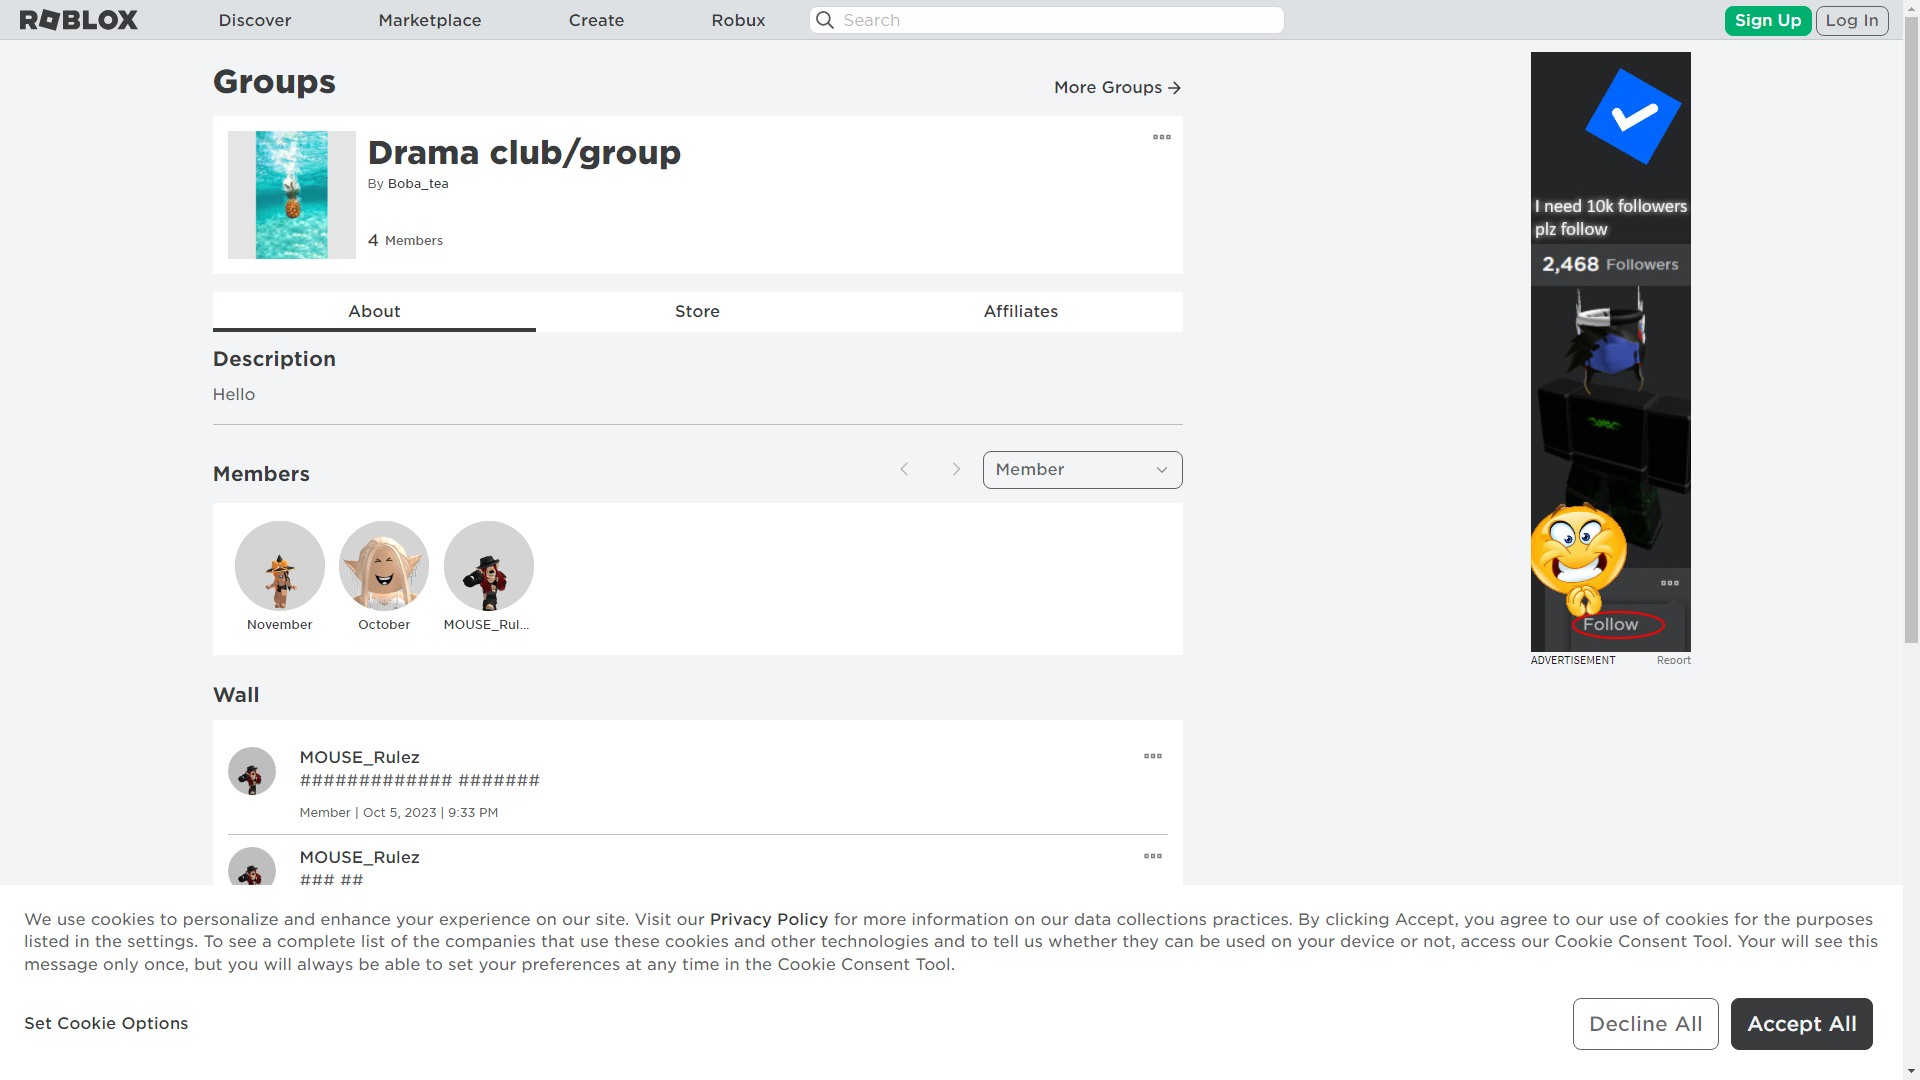 ROBLOX
Discover
Marketplace
Create
Robux
Search
Sign Up
Log In
Groups
More Groups
Drama club/group
By Boba_tea
4 Members
About
Store
Affiliates
Description
Hello
Members
Member
November
October
MOUSE_Rul...
Wall
MOUSE_Rulez
############# #######
Member | Oct 5, 2023 | 9:33 PM
MOUSE_Rulez
### ##
I need 10k followers
plz follow
2,468 Followers
Follow
ADVERTISEMENT
Report
We use cookies to personalize and enhance your experience on our site. Visit our Privacy Policy for more information on our data collections practices. By clicking Accept, you agree to our use of cookies for the purposes
listed in the settings. To see a complete list of the companies that use these cookies and other technologies and to tell us whether they can be used on your device or not, access our Cookie Consent Tool. Your will see this
message only once, but you will always be able to set your preferences at any time in the Cookie Consent Tool.
Set Cookie Options
Decline All
Accept All